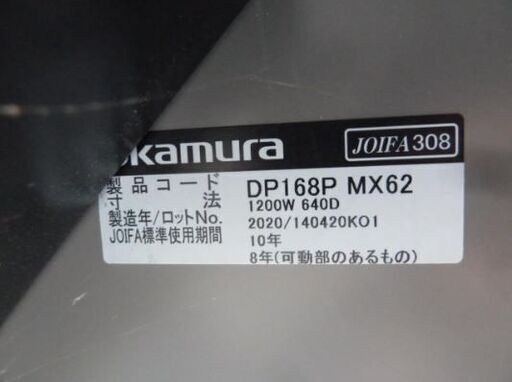 okamura
JOIFA308
製品コード DP168P MX62
寸法 1200W 640D
製造年/ロットNo. 2020/140420KO1
JOIFA標準使用期間 10年
8年(可動部のあるもの)